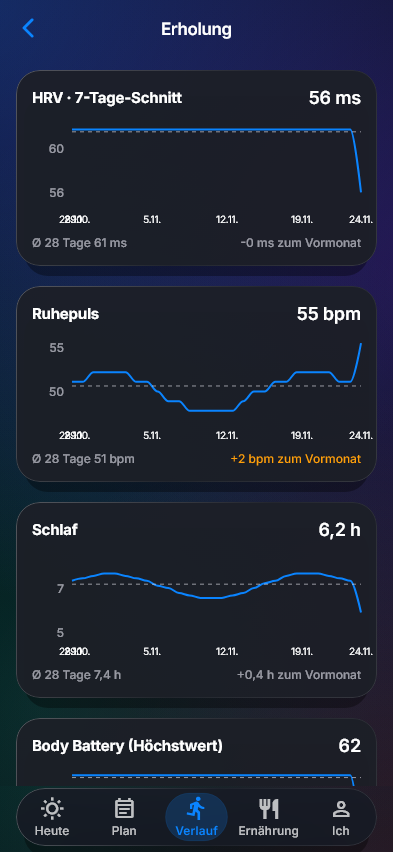 Erholung
HRV · 7-Tage-Schnitt 56 ms
60
56
5.11. 12.11. 19.11. 24.11.
Ø 28 Tage 61 ms -0 ms zum Vormonat
Ruhepuls 55 bpm
55
50
5.11. 12.11. 19.11. 24.11.
Ø 28 Tage 51 bpm +2 bpm zum Vormonat
Schlaf 6,2 h
7
5
5.11. 12.11. 19.11. 24.11.
Ø 28 Tage 7,4 h +0,4 h zum Vormonat
Body Battery (Höchstwert) 62
Heute Plan Verlauf Ernährung Ich